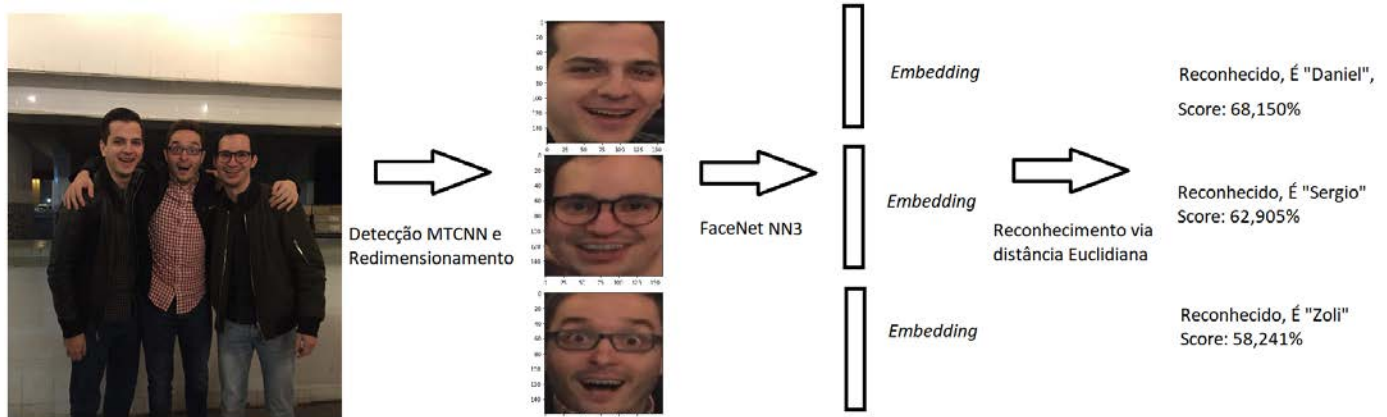 Detecção MTCNN e
Redimensionamento
FaceNet NN3
Embedding
Embedding
Embedding
Reconhecimento via
distância Euclidiana
Reconhecido, É "Daniel",
Score: 68,150%
Reconhecido, É "Sergio"
Score: 62,905%
Reconhecido, É "Zoli"
Score: 58,241%